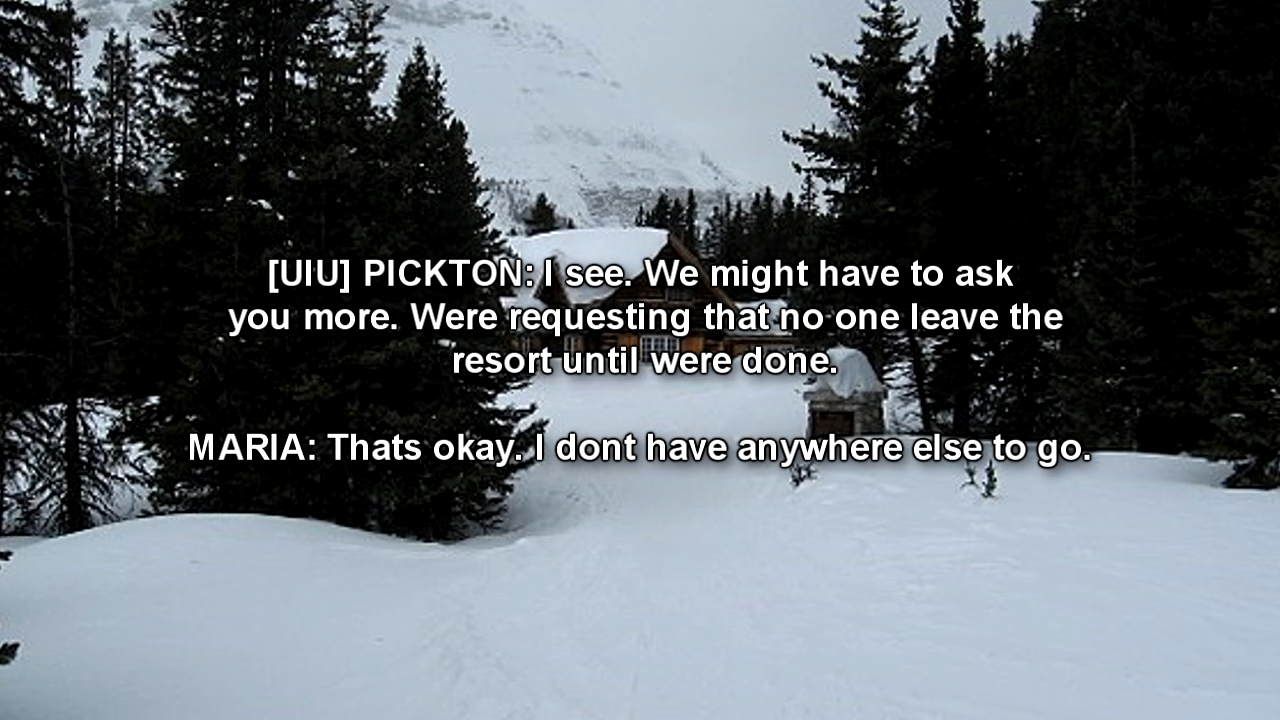 [UIU] PICKTON: I see. We might have to ask
you more. Were requesting that no one leave the
resort until were done.
MARIA: Thats okay. I dont have anywhere else to go.